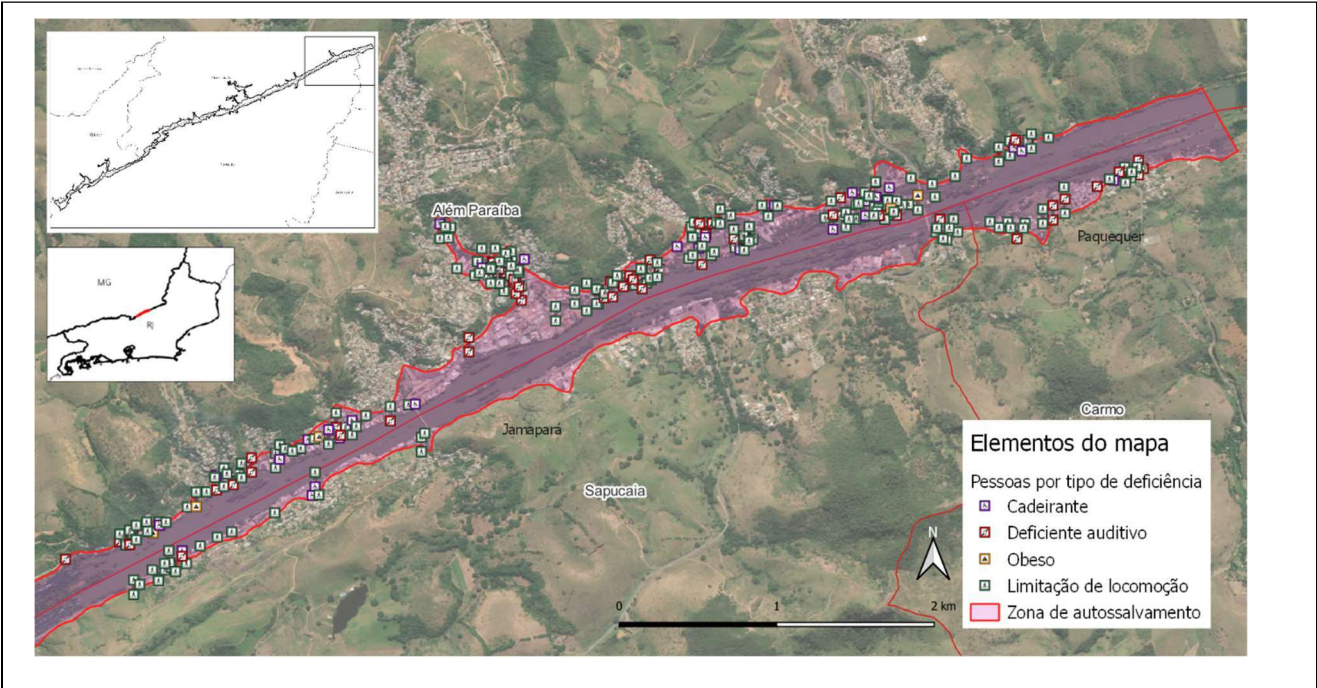 MG
RJ
Além Paraíba
Paquequer
Carmo
Jamapará
Sapucaia
Elementos do mapa
Pessoas por tipo de deficiência
Cadeirante
Deficiente auditivo
Obeso
Limitação de locomoção
Zona de autossalvamento
N
0 1 2 km